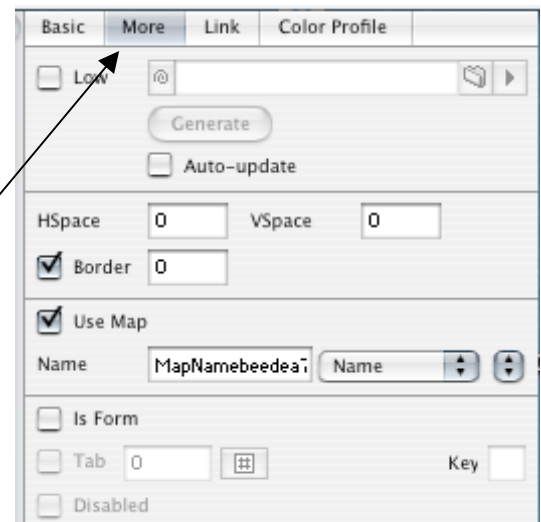 Basic More Link Color Profile
Low
Generate
Auto-update
HSpace 0 VSpace 0
Border 0
Use Map
Name MapNamebeedea7 Name
Is Form
Tab 0 # Key
Disabled